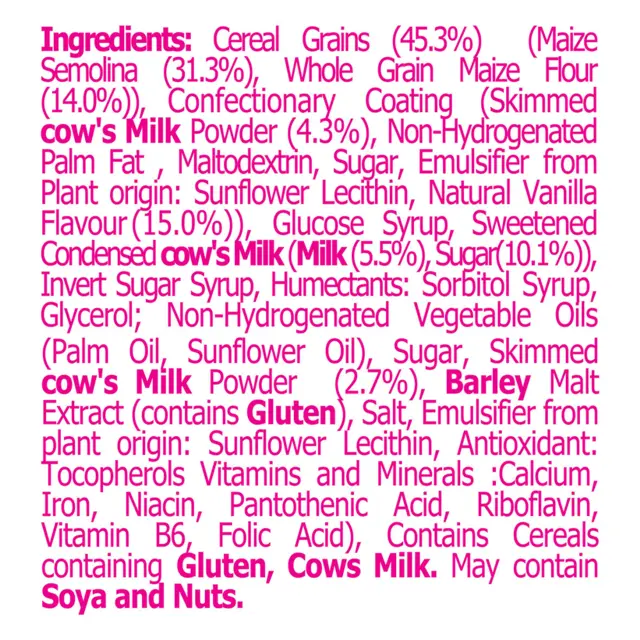 Ingredients: Cereal Grains (45.3%) (Maize
Semolina (31.3%), Whole Grain Maize Flour
(14.0%)), Confectionary Coating (Skimmed
cow's Milk Powder (4.3%), Non-Hydrogenated
Palm Fat , Maltodextrin, Sugar, Emulsifier from
Plant origin: Sunflower Lecithin, Natural Vanilla
Flavour (15.0%)), Glucose Syrup, Sweetened
Condensed cow's Milk (Milk (5.5%), Sugar(10.1%)),
Invert Sugar Syrup, Humectants: Sorbitol Syrup,
Glycerol; Non-Hydrogenated Vegetable Oils
(Palm Oil, Sunflower Oil), Sugar, Skimmed
cow's Milk Powder (2.7%), Barley Malt
Extract (contains Gluten), Salt, Emulsifier from
plant origin: Sunflower Lecithin, Antioxidant:
Tocopherols Vitamins and Minerals :Calcium,
Iron, Niacin, Pantothenic Acid, Riboflavin,
Vitamin B6, Folic Acid), Contains Cereals
containing Gluten, Cows Milk. May contain
Soya and Nuts.